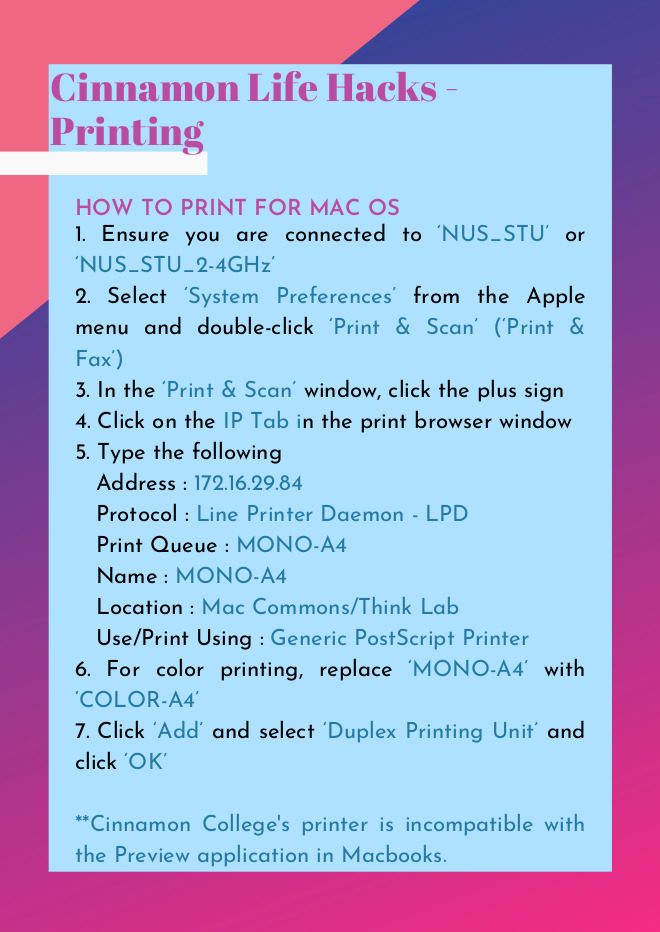 Cinnamon Life Hacks -
Printing
HOW TO PRINT FOR MAC OS
1. Ensure you are connected to ‘NUS_STU’ or
‘NUS_STU_2-4GHz’
2. Select ‘System Preferences’ from the Apple
menu and double-click ‘Print & Scan’ (‘Print &
Fax’)
3. In the ‘Print & Scan’ window, click the plus sign
4. Click on the IP Tab in the print browser window
5. Type the following
Address : 172.16.29.84
Protocol : Line Printer Daemon - LPD
Print Queue : MONO-A4
Name : MONO-A4
Location : Mac Commons/Think Lab
Use/Print Using : Generic PostScript Printer
6. For color printing, replace ‘MONO-A4’ with
‘COLOR-A4’
7. Click ‘Add’ and select ‘Duplex Printing Unit’ and
click ‘OK’
**Cinnamon College's printer is incompatible with
the Preview application in Macbooks.